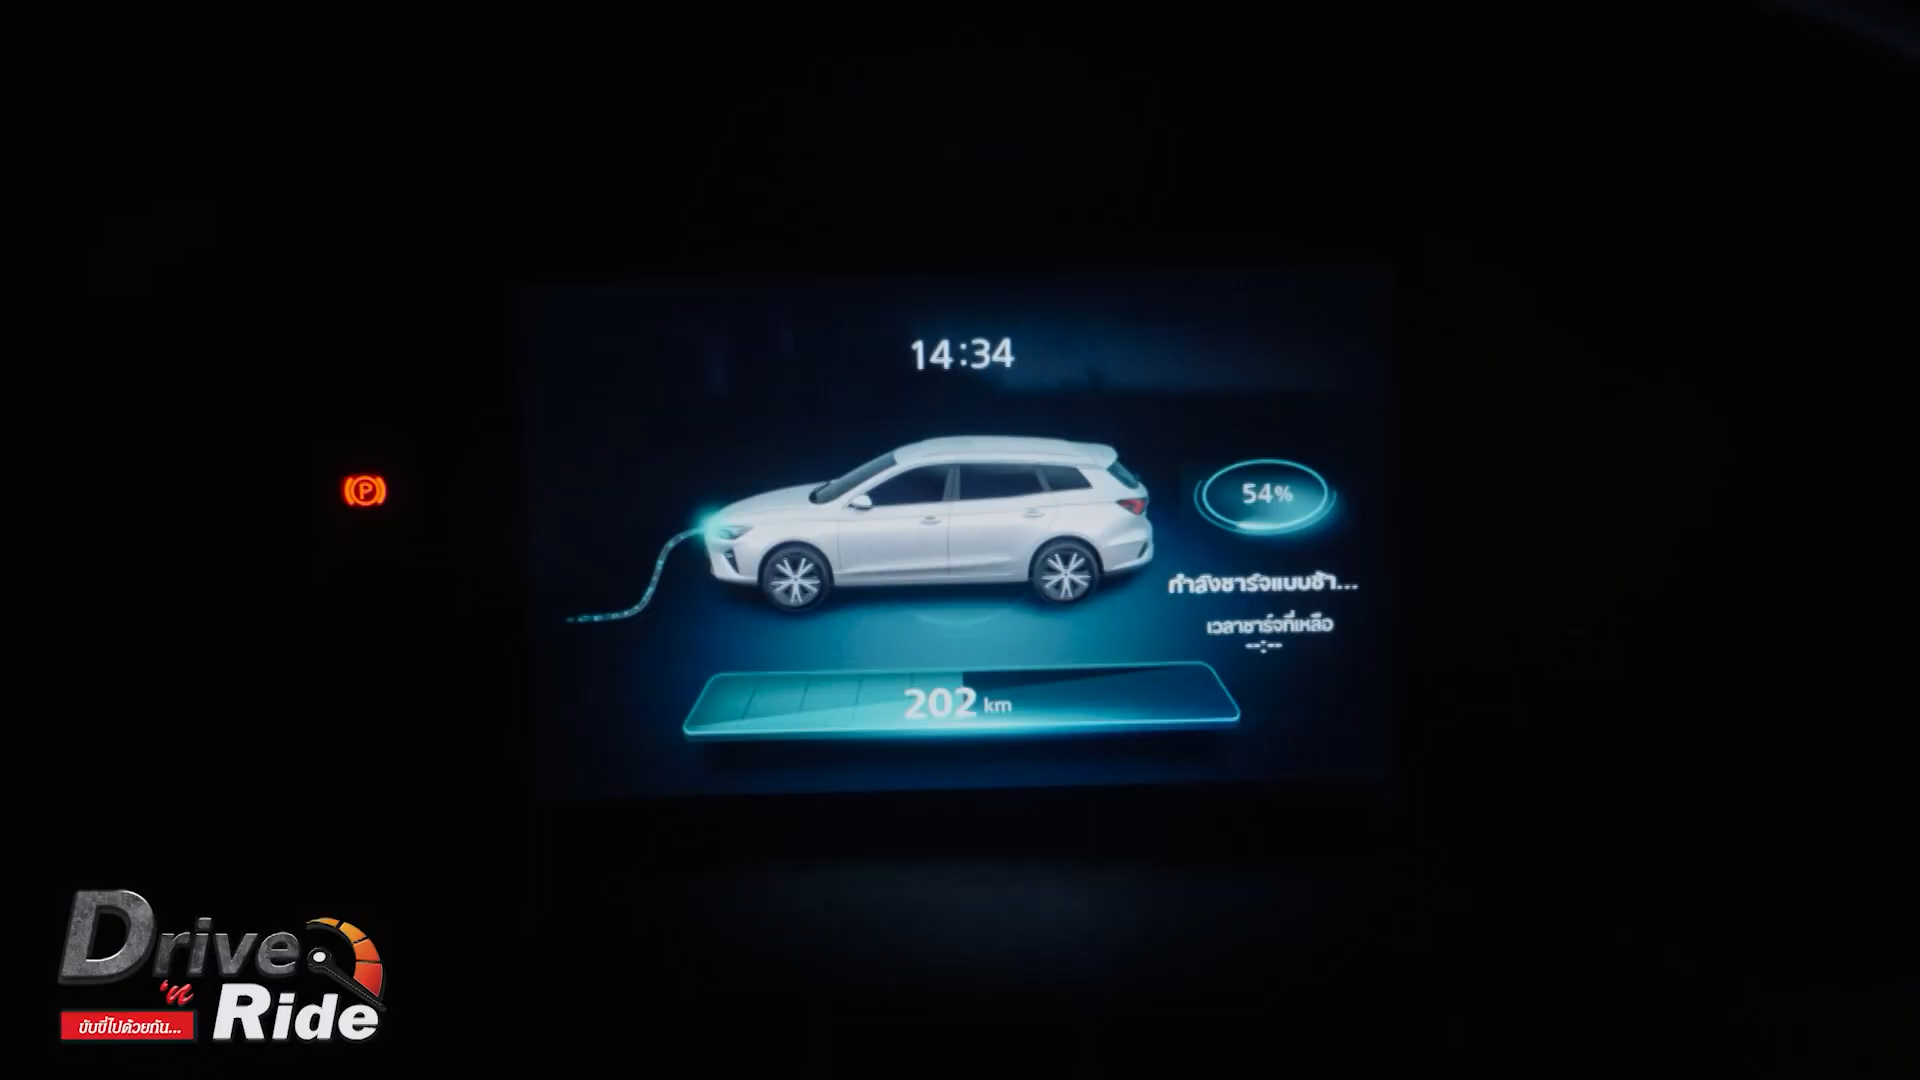 14:34
P
54%
กำลังชาร์จแบบช้า...
เวลาชาร์จที่เหลือ
--:--
202 km
Drive
'n Ride
ขับขี่ไปด้วยกัน...